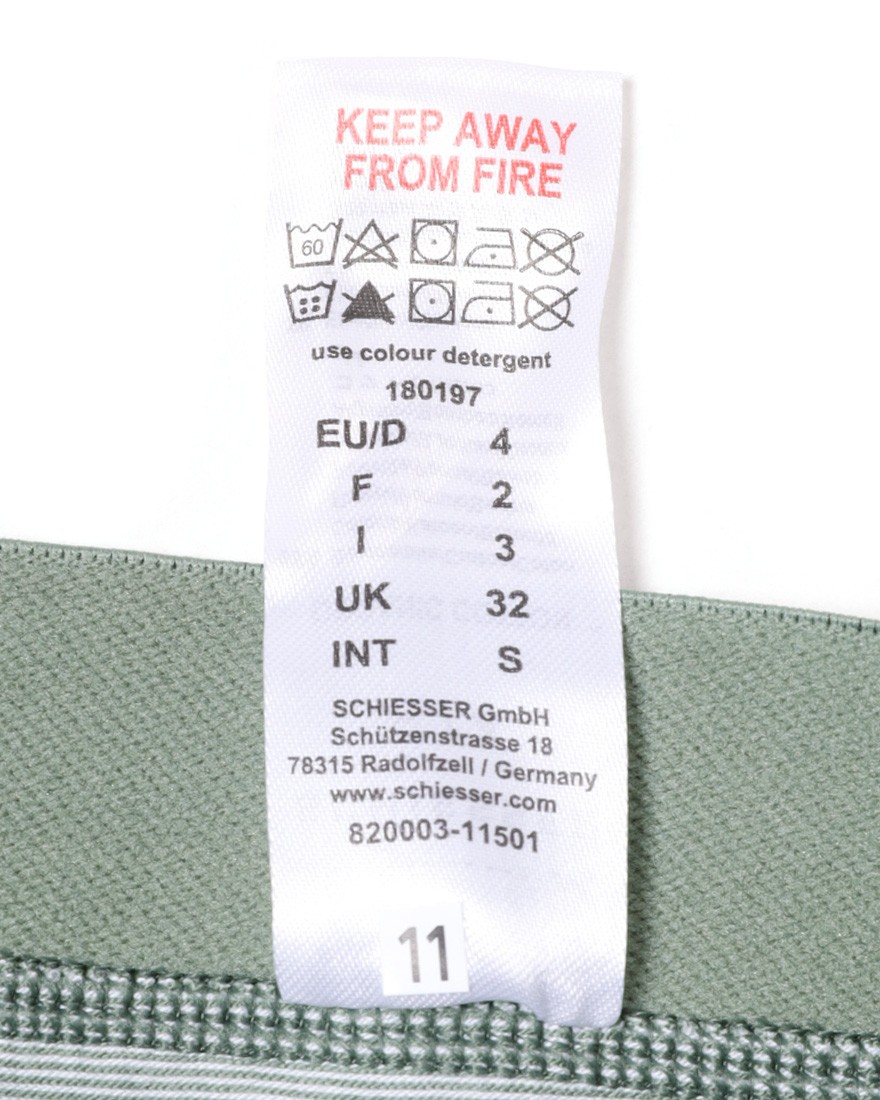 KEEP AWAY
FROM FIRE
60
use colour detergent
180197
EU/D 4
F 2
I 3
UK 32
INT S
SCHIESSER GmbH
Schützenstrasse 18
78315 Radolfzell / Germany
www.schiesser.com
820003-11501
11